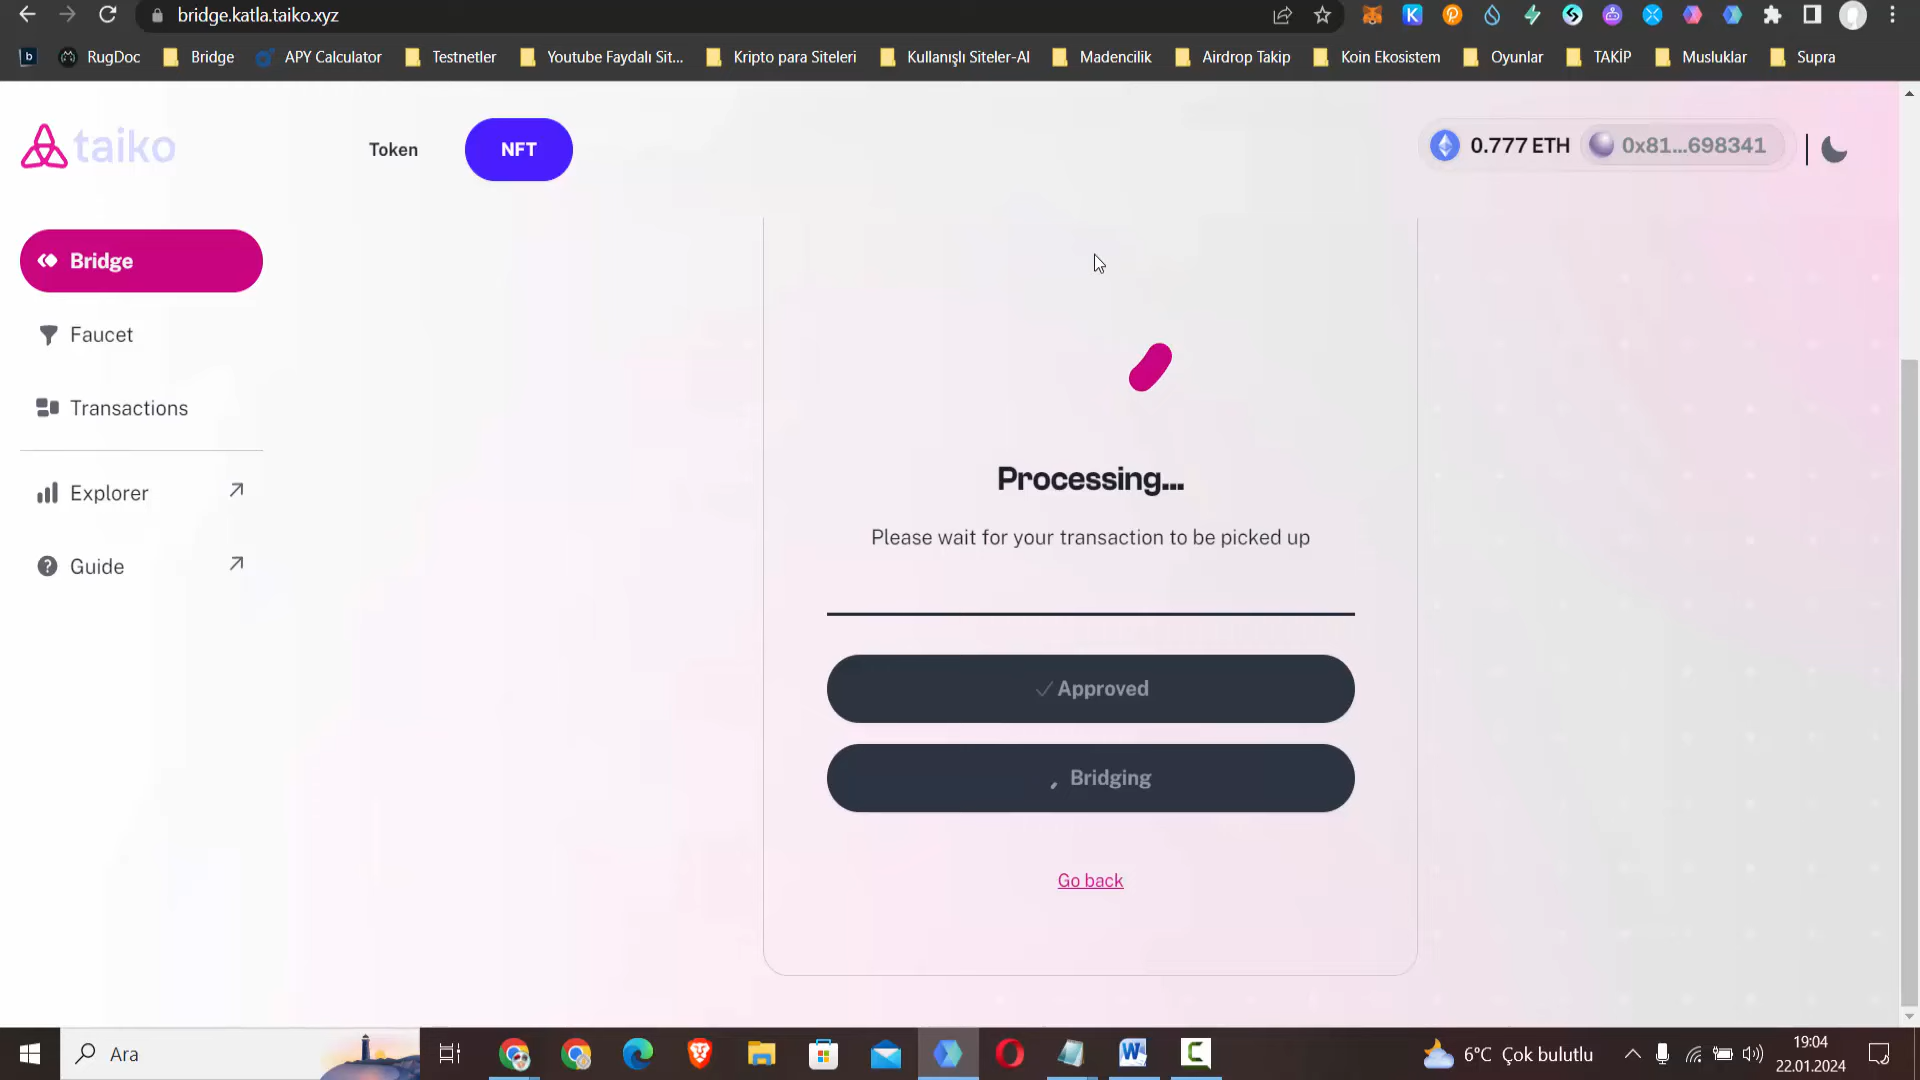 bridge.katla.taiko.xyz
RugDoc
Bridge
APY Calculator
Testnetler
Youtube Faydalı Sit...
Kripto para Siteleri
Kullanışlı Siteler-AI
Madencilik
Airdrop Takip
Koin Ekosistem
Oyunlar
TAKİP
Musluklar
Supra
taiko
Token
NFT
0.777 ETH
0x81...698341
Bridge
Faucet
Transactions
Explorer
Guide
Processing...
Please wait for your transaction to be picked up
Approved
Bridging
Go back
Ara
6°C Çok bulutlu
19:04
22.01.2024